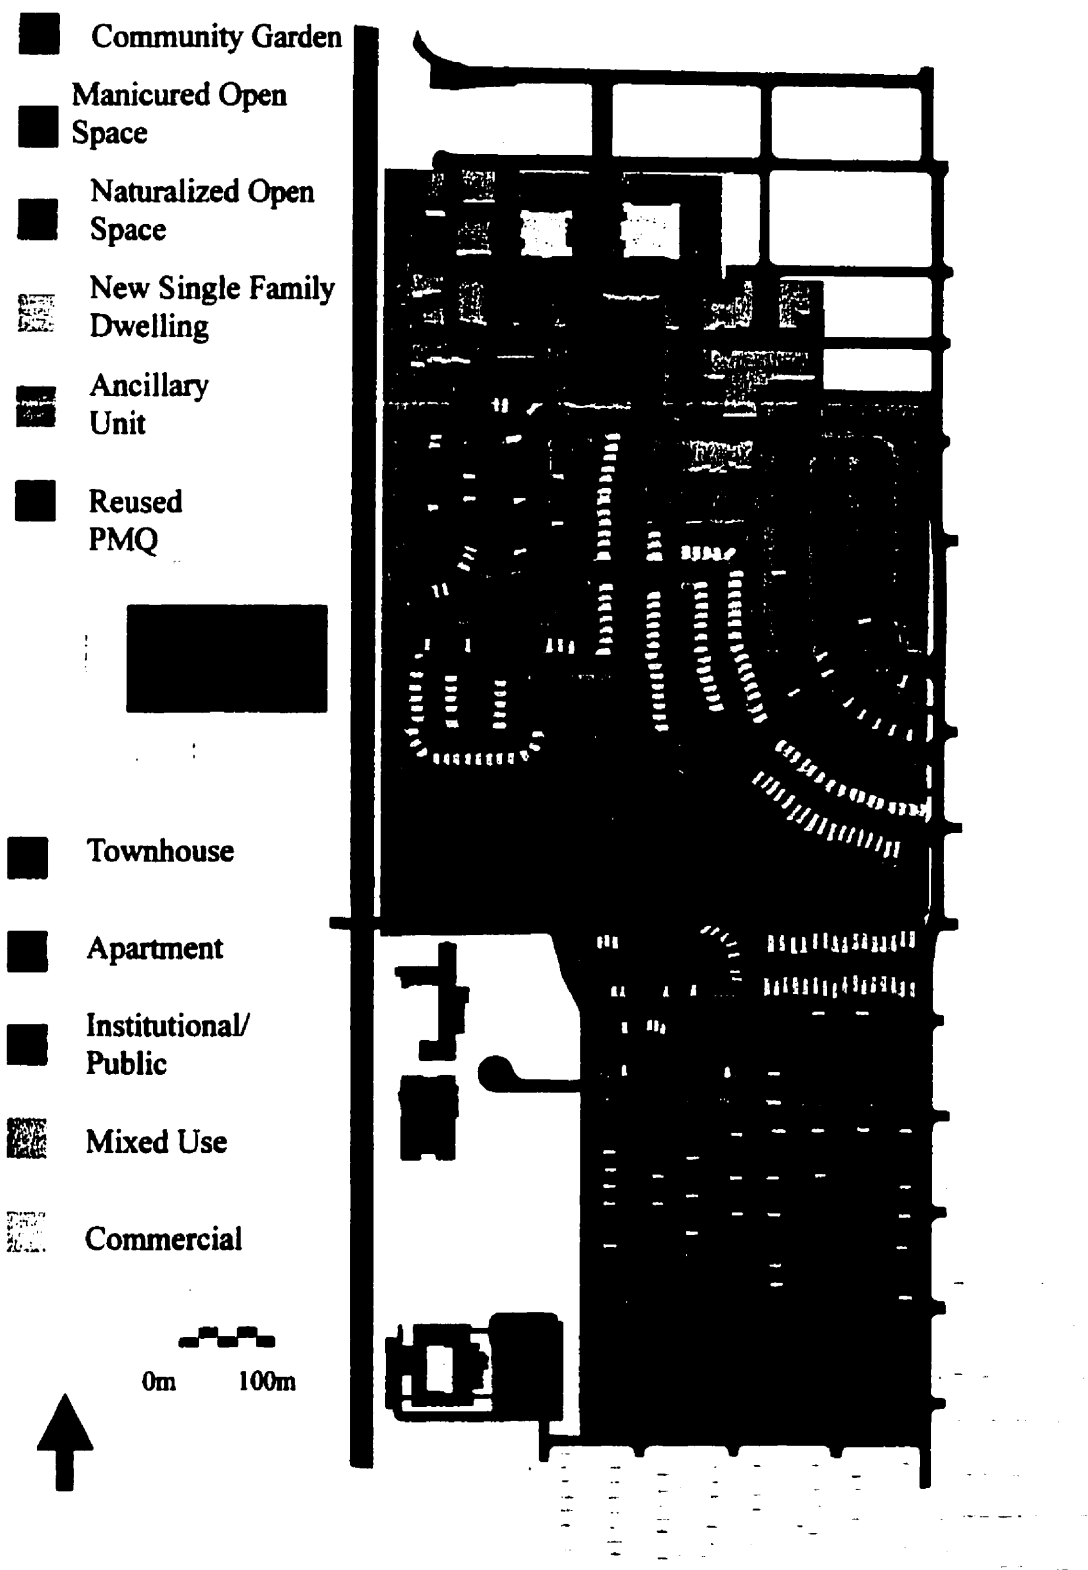 Community Garden
Manicured Open
Space
Naturalized Open
Space
New Single Family
Dwelling
Ancillary
Unit
Reused
PMQ
Townhouse
Apartment
Institutional/
Public
Mixed Use
Commercial
0m 100m